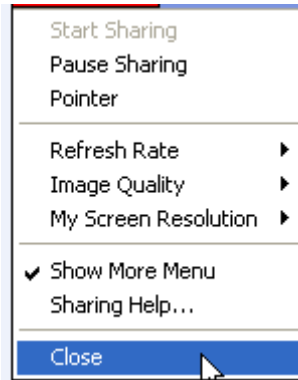 Start Sharing
Pause Sharing
Pointer
Refresh Rate
Image Quality
My Screen Resolution
Show More Menu
Sharing Help...
Close